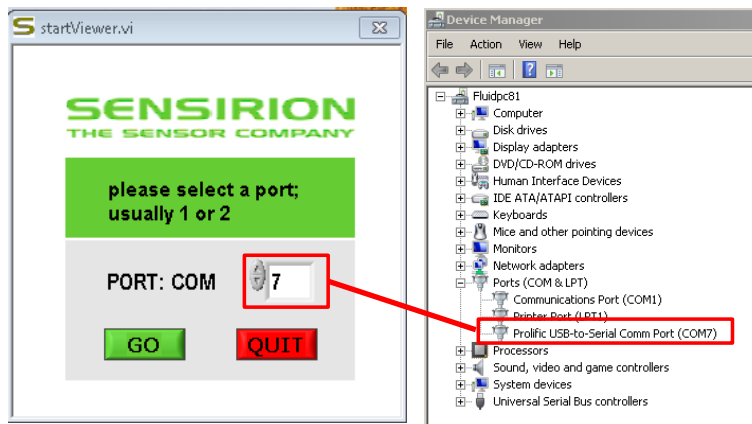 startViewer.vi
SENSIRION
THE SENSOR COMPANY
please select a port;
usually 1 or 2
PORT: COM 7
GO QUIT
Device Manager
File Action View Help
Fluidpc81
Computer
Disk drives
Display adapters
DVD/CD-ROM drives
Human Interface Devices
IDE ATA/ATAPI controllers
Keyboards
Mice and other pointing devices
Monitors
Network adapters
Ports (COM & LPT)
Communications Port (COM1)
Printer Port (LPT1)
Prolific USB-to-Serial Comm Port (COM7)
Processors
Sound, video and game controllers
System devices
Universal Serial Bus controllers